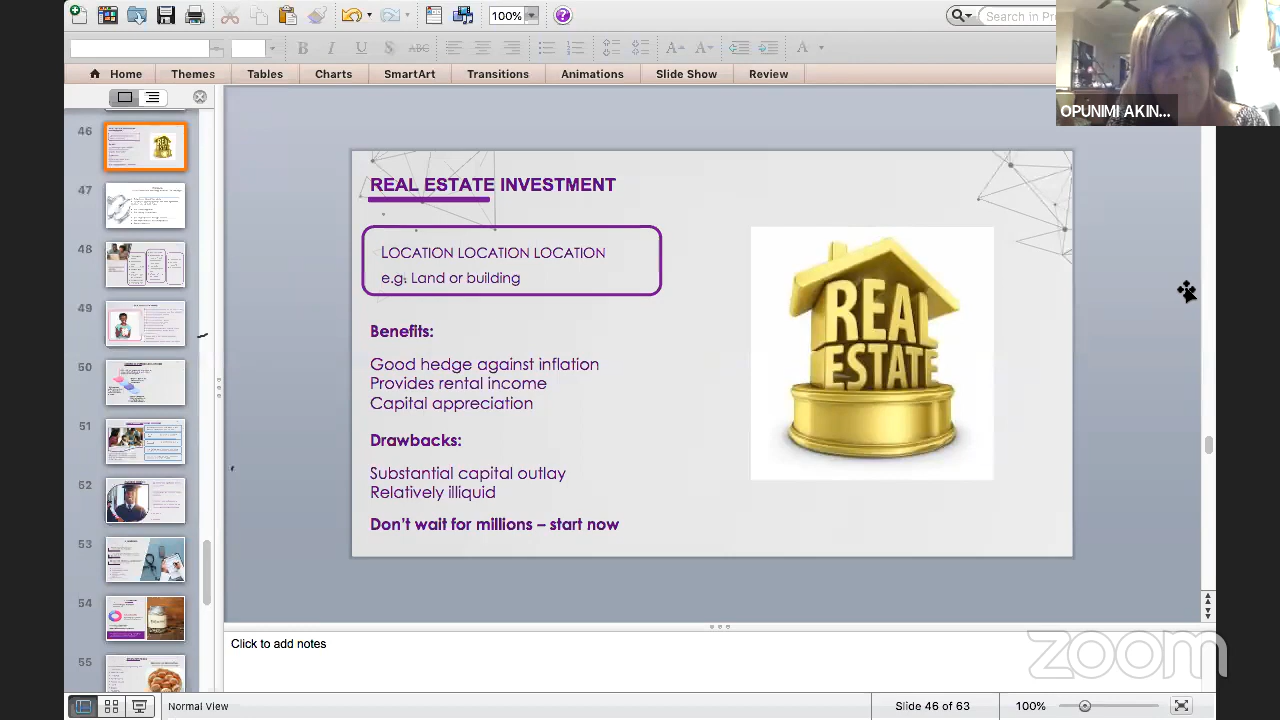 100%
Search in Pr
OPUNIMI AKIN...
Home Themes Tables Charts SmartArt Transitions Animations Slide Show Review
46
47
48
49
50
51
52
53
54
55
REAL ESTATE INVESTMENT
LOCATION LOCATION LOCATION
e.g. Land or building
Benefits:
Good hedge against inflation
Provides rental income
Capital appreciation
Drawbacks:
Substantial capital outlay
Relatively illiquid
Don't wait for millions – start now
REAL
ESTATE
Click to add notes
zoom
Normal View
Slide 46 of 63
100%